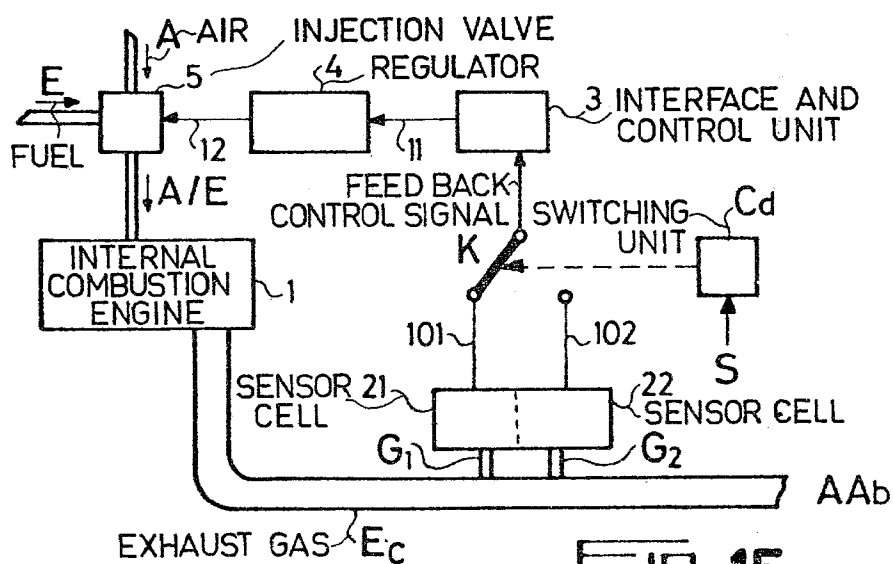 A AIR
INJECTION VALVE
5
4
REGULATOR
E
3 INTERFACE AND
CONTROL UNIT
FUEL
12
11
A/E
FEED BACK
CONTROL SIGNAL
SWITCHING
UNIT
Cd
K
INTERNAL
COMBUSTION
ENGINE
1
101
102
S
SENSOR 21
CELL
22
SENSOR CELL
G1
G2
AAb
EXHAUST GAS EC